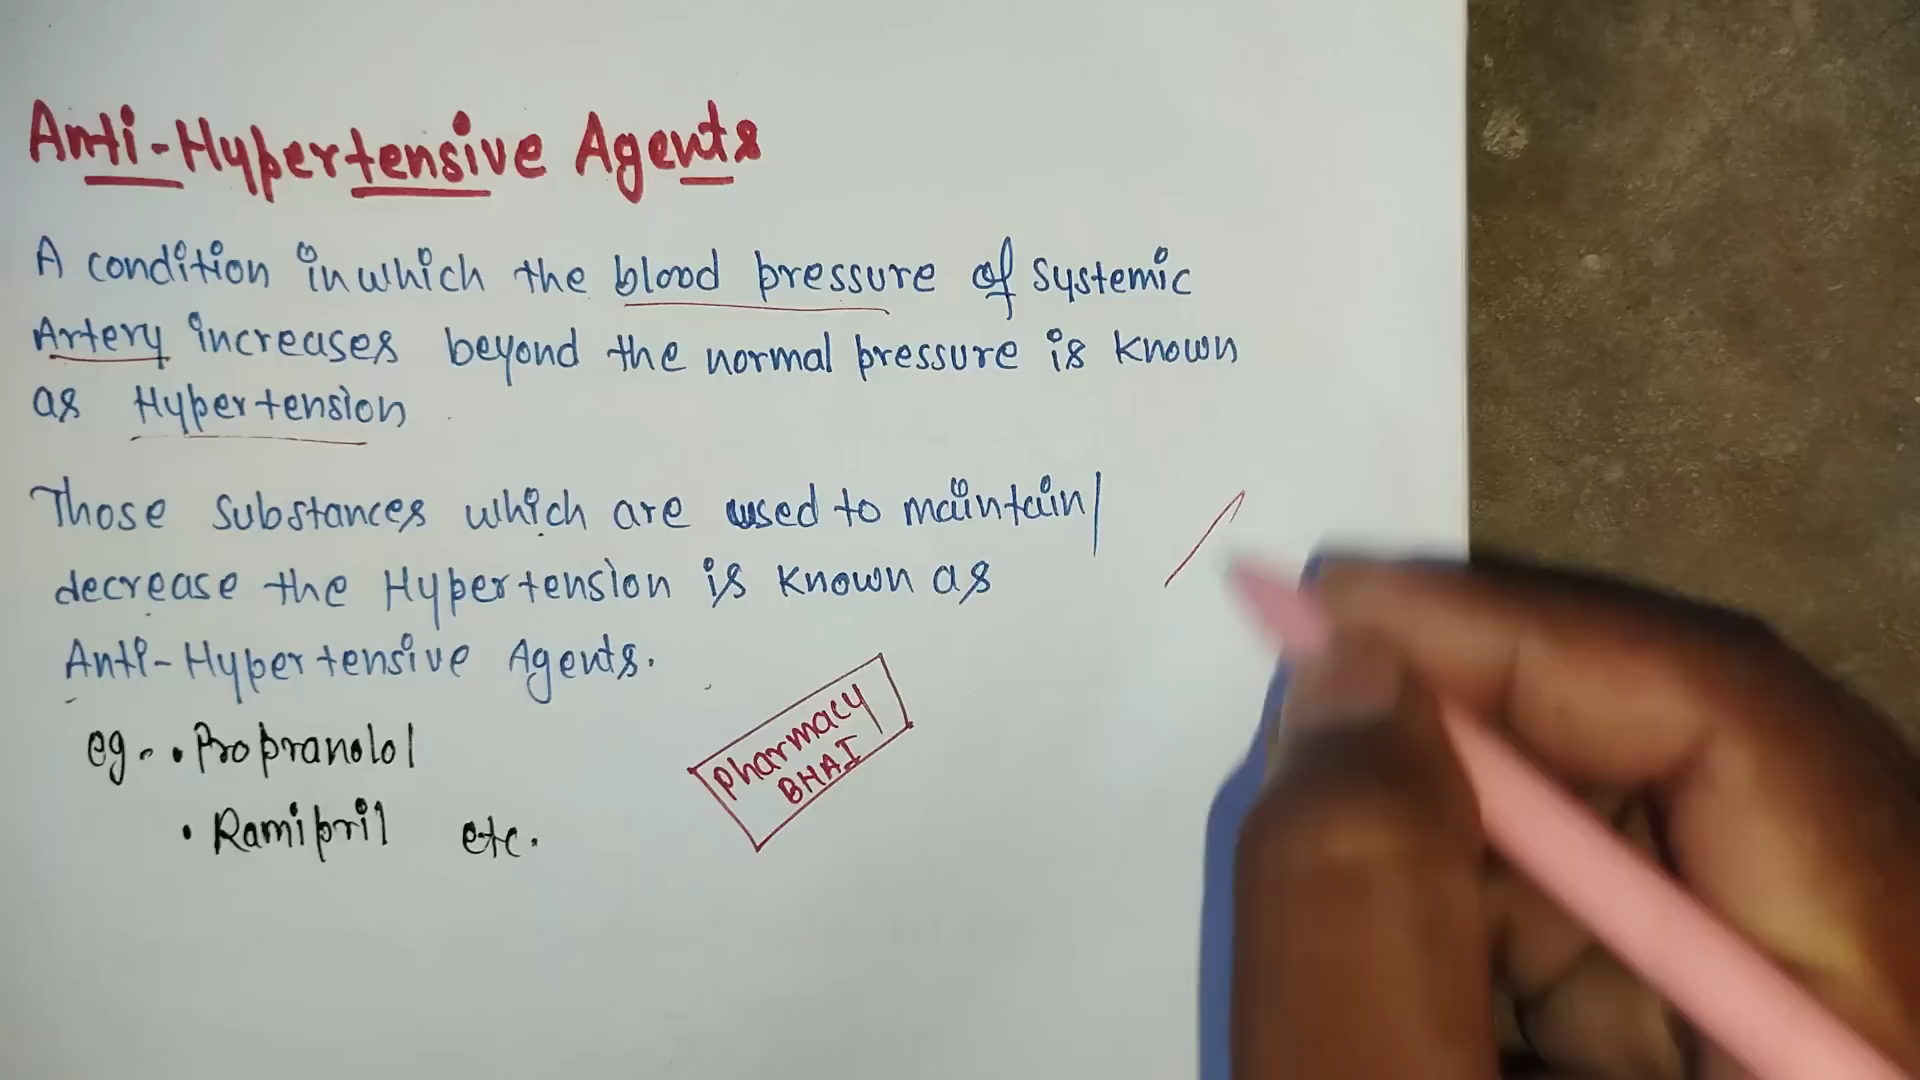 Anti-Hypertensive Agents
A condition in which the blood pressure of systemic
Artery increases beyond the normal pressure is known
as Hypertension
Those substances which are used to maintain/
decrease the Hypertension is known as
Anti-Hypertensive Agents.
eg.. • Propranolol
• Ramipril etc.
Pharmacy
BHAI